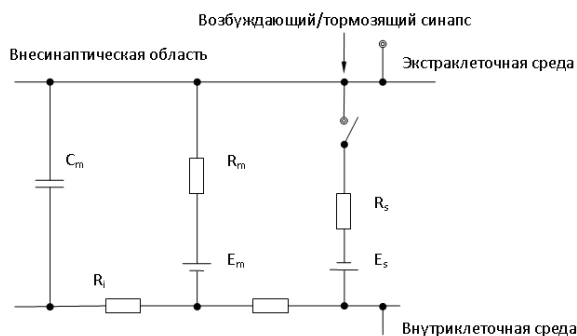 Возбуждающий/тормозящий синапс
Внесинаптическая область
Экстраклеточная среда
Cm
Rm
Rs
Em
Es
Ri
Внутриклеточная среда